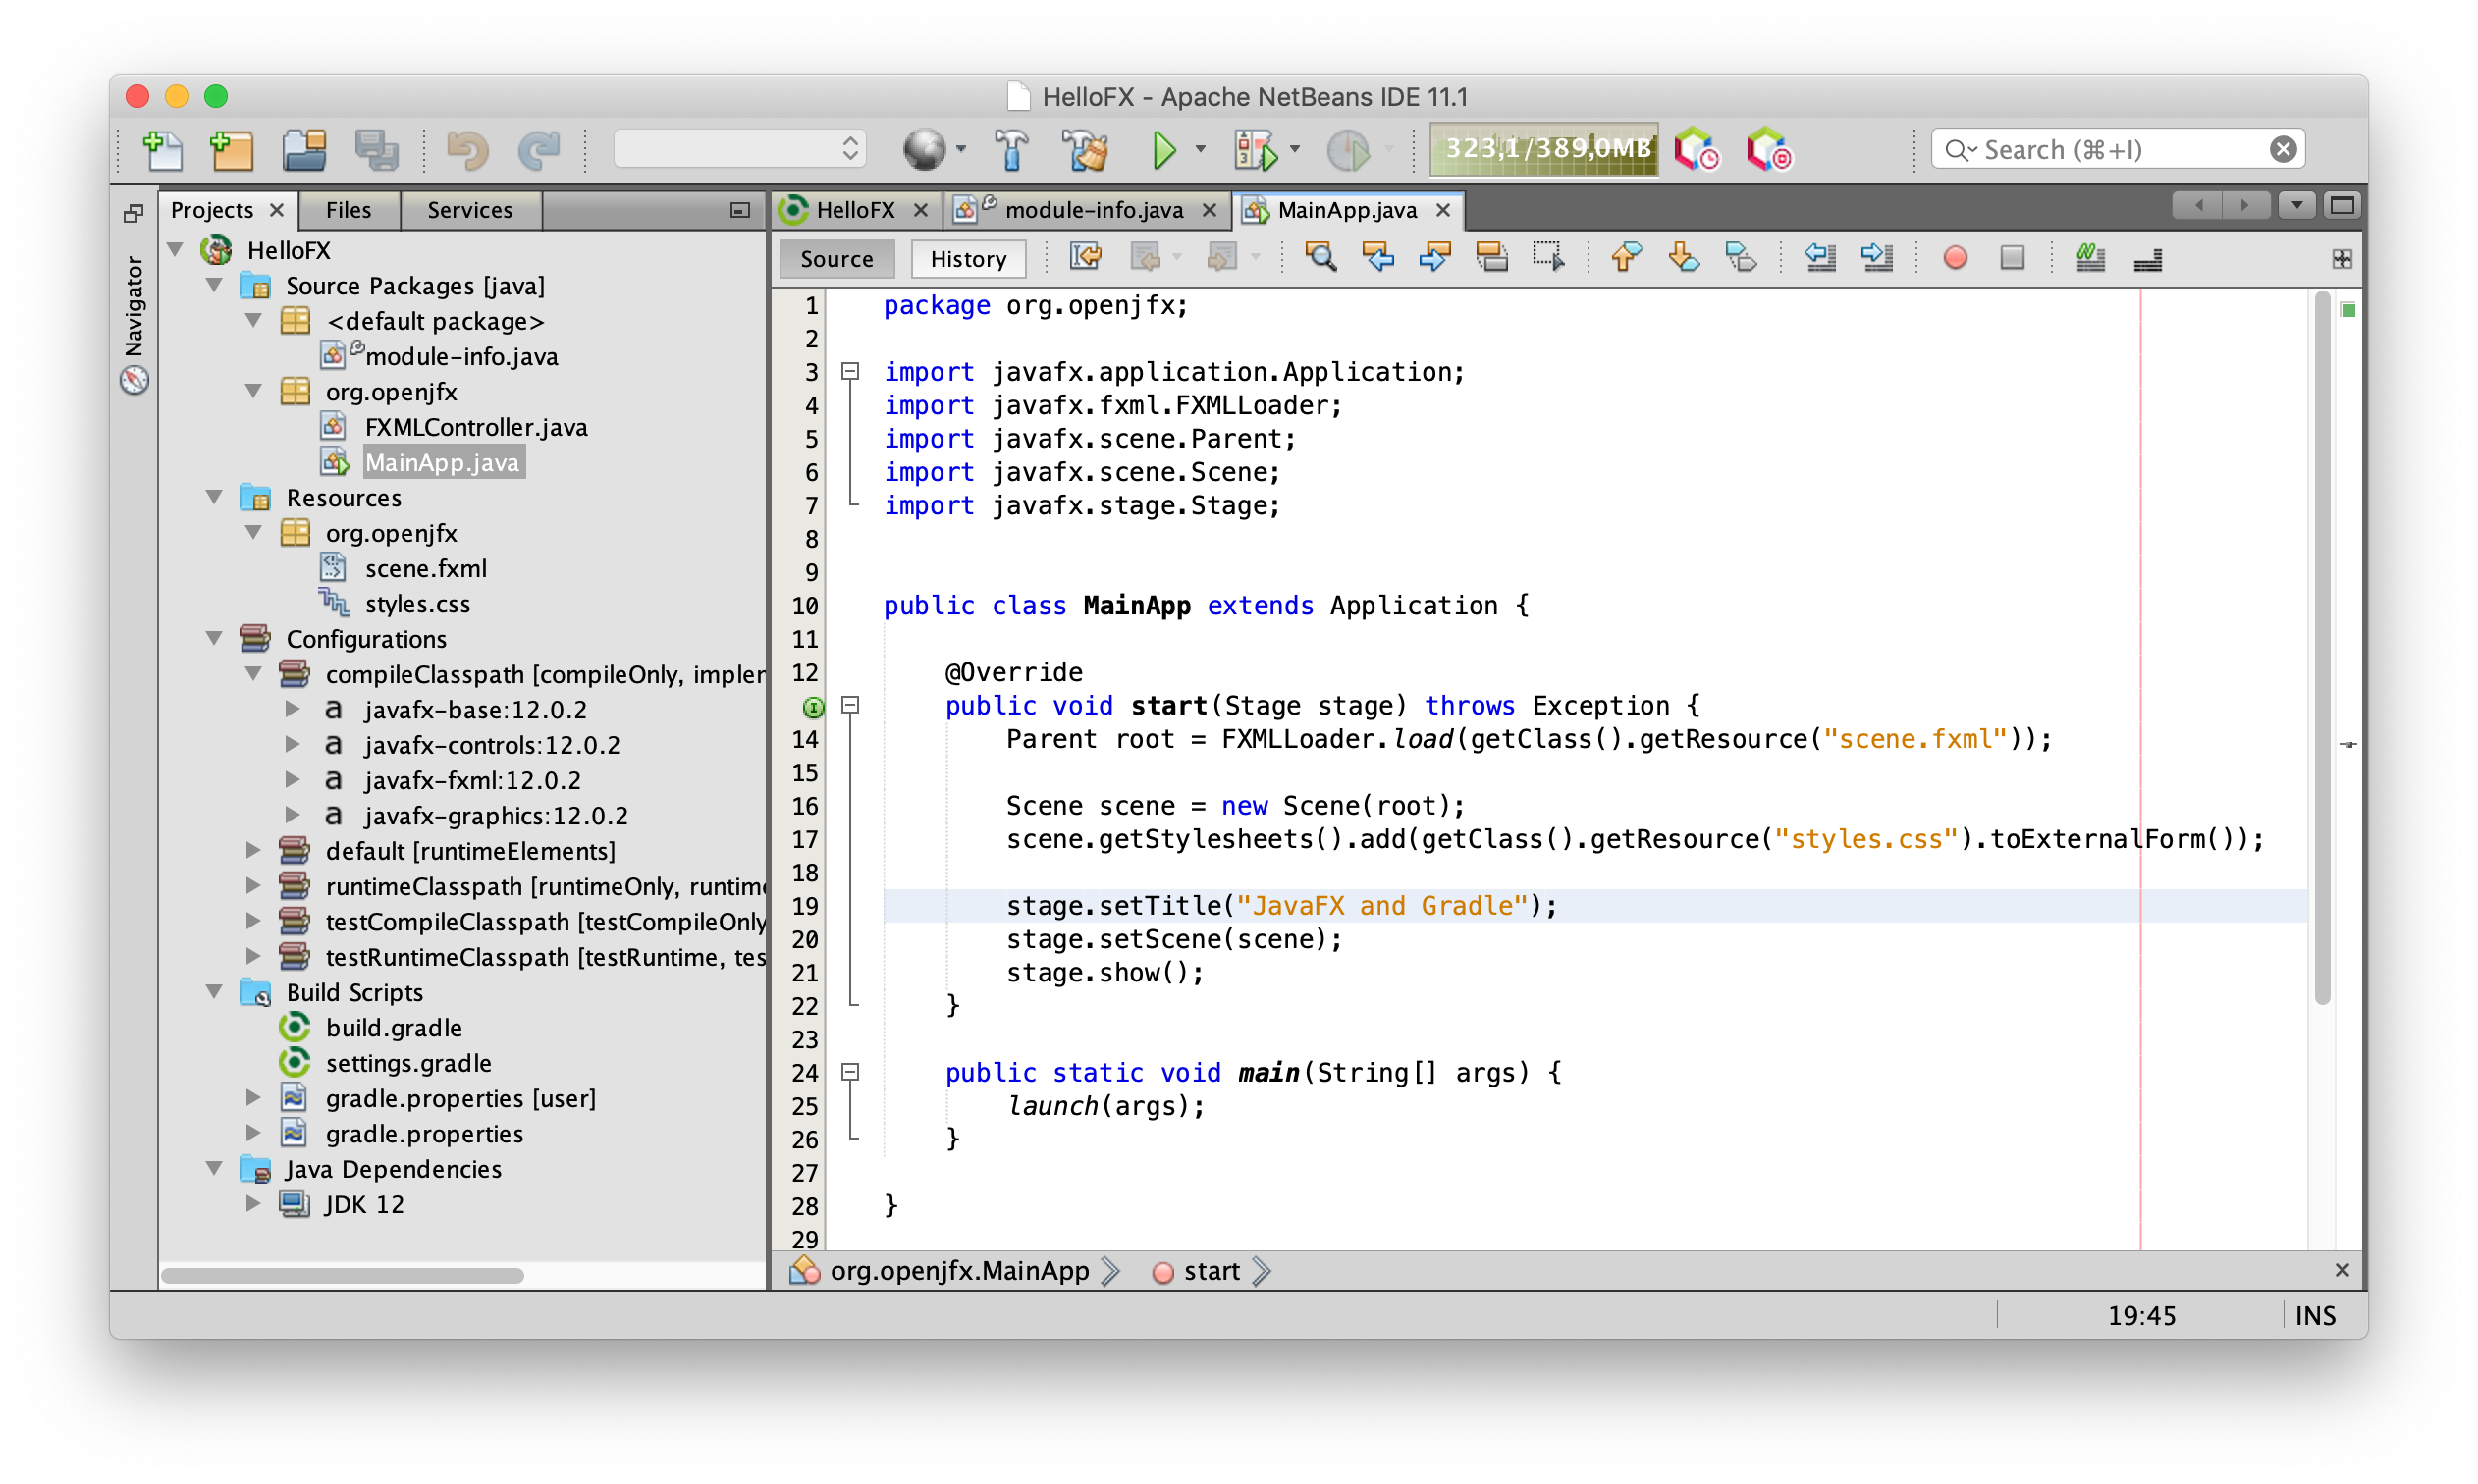 HelloFX - Apache NetBeans IDE 11.1
323,1/389,0MB
Search (⌘+I)
Projects
Files
Services
Navigator
HelloFX
Source Packages [java]
<default package>
module-info.java
org.openjfx
FXMLController.java
MainApp.java
Resources
org.openjfx
scene.fxml
styles.css
Configurations
compileClasspath [compileOnly, impler
a javafx-base:12.0.2
a javafx-controls:12.0.2
a javafx-fxml:12.0.2
a javafx-graphics:12.0.2
default [runtimeElements]
runtimeClasspath [runtimeOnly, runtime
testCompileClasspath [testCompileOnly
testRuntimeClasspath [testRuntime, tes
Build Scripts
build.gradle
settings.gradle
gradle.properties [user]
gradle.properties
Java Dependencies
JDK 12
HelloFX
module-info.java
MainApp.java
Source
History
1 package org.openjfx;
2
3 import javafx.application.Application;
4 import javafx.fxml.FXMLLoader;
5 import javafx.scene.Parent;
6 import javafx.scene.Scene;
7 import javafx.stage.Stage;
8
9
10 public class MainApp extends Application {
11
12 @Override
public void start(Stage stage) throws Exception {
14 Parent root = FXMLLoader.load(getClass().getResource("scene.fxml"));
15
16 Scene scene = new Scene(root);
17 scene.getStylesheets().add(getClass().getResource("styles.css").toExternalForm());
18
19 stage.setTitle("JavaFX and Gradle");
20 stage.setScene(scene);
21 stage.show();
22 }
23
24 public static void main(String[] args) {
25 launch(args);
26 }
27
28 }
29
org.openjfx.MainApp
start
19:45
INS